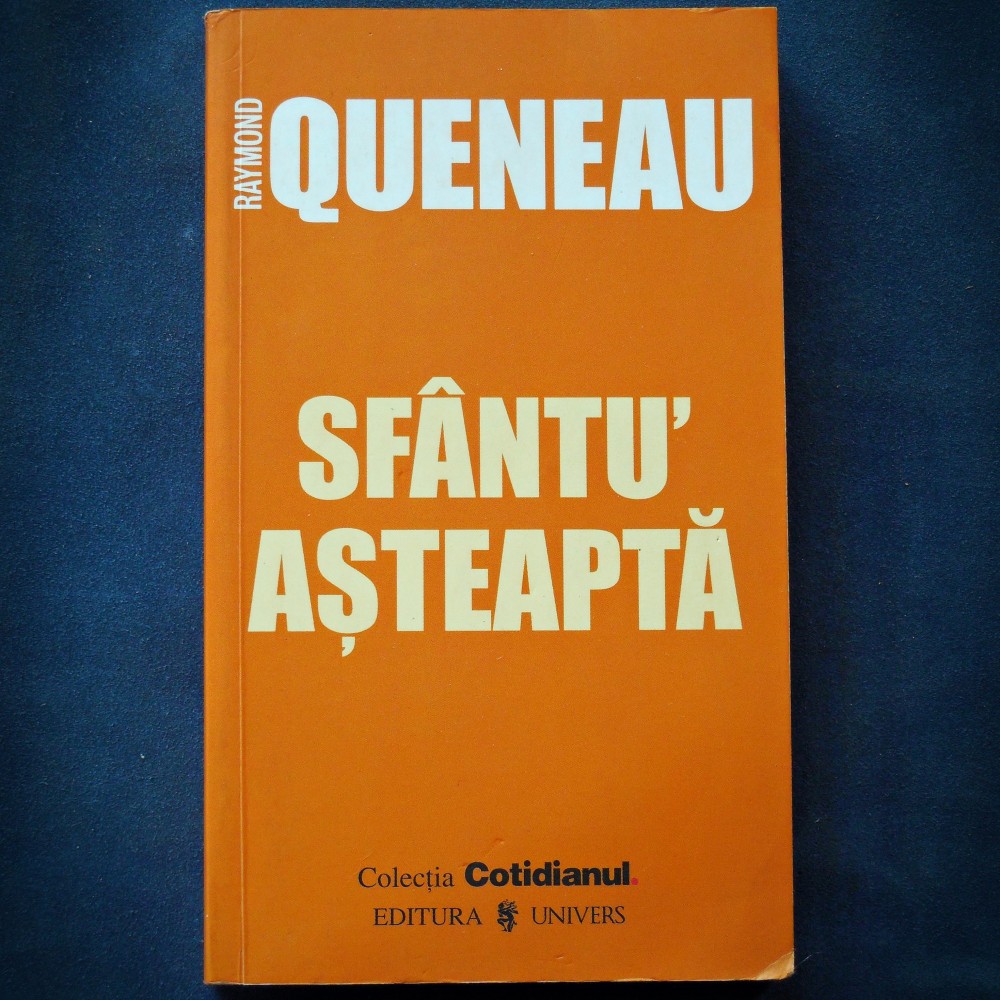 RAYMOND
QUENEAU
SFÂNTU'
AȘTEAPTĂ
Colecția Cotidianul.
EDITURA UNIVERS